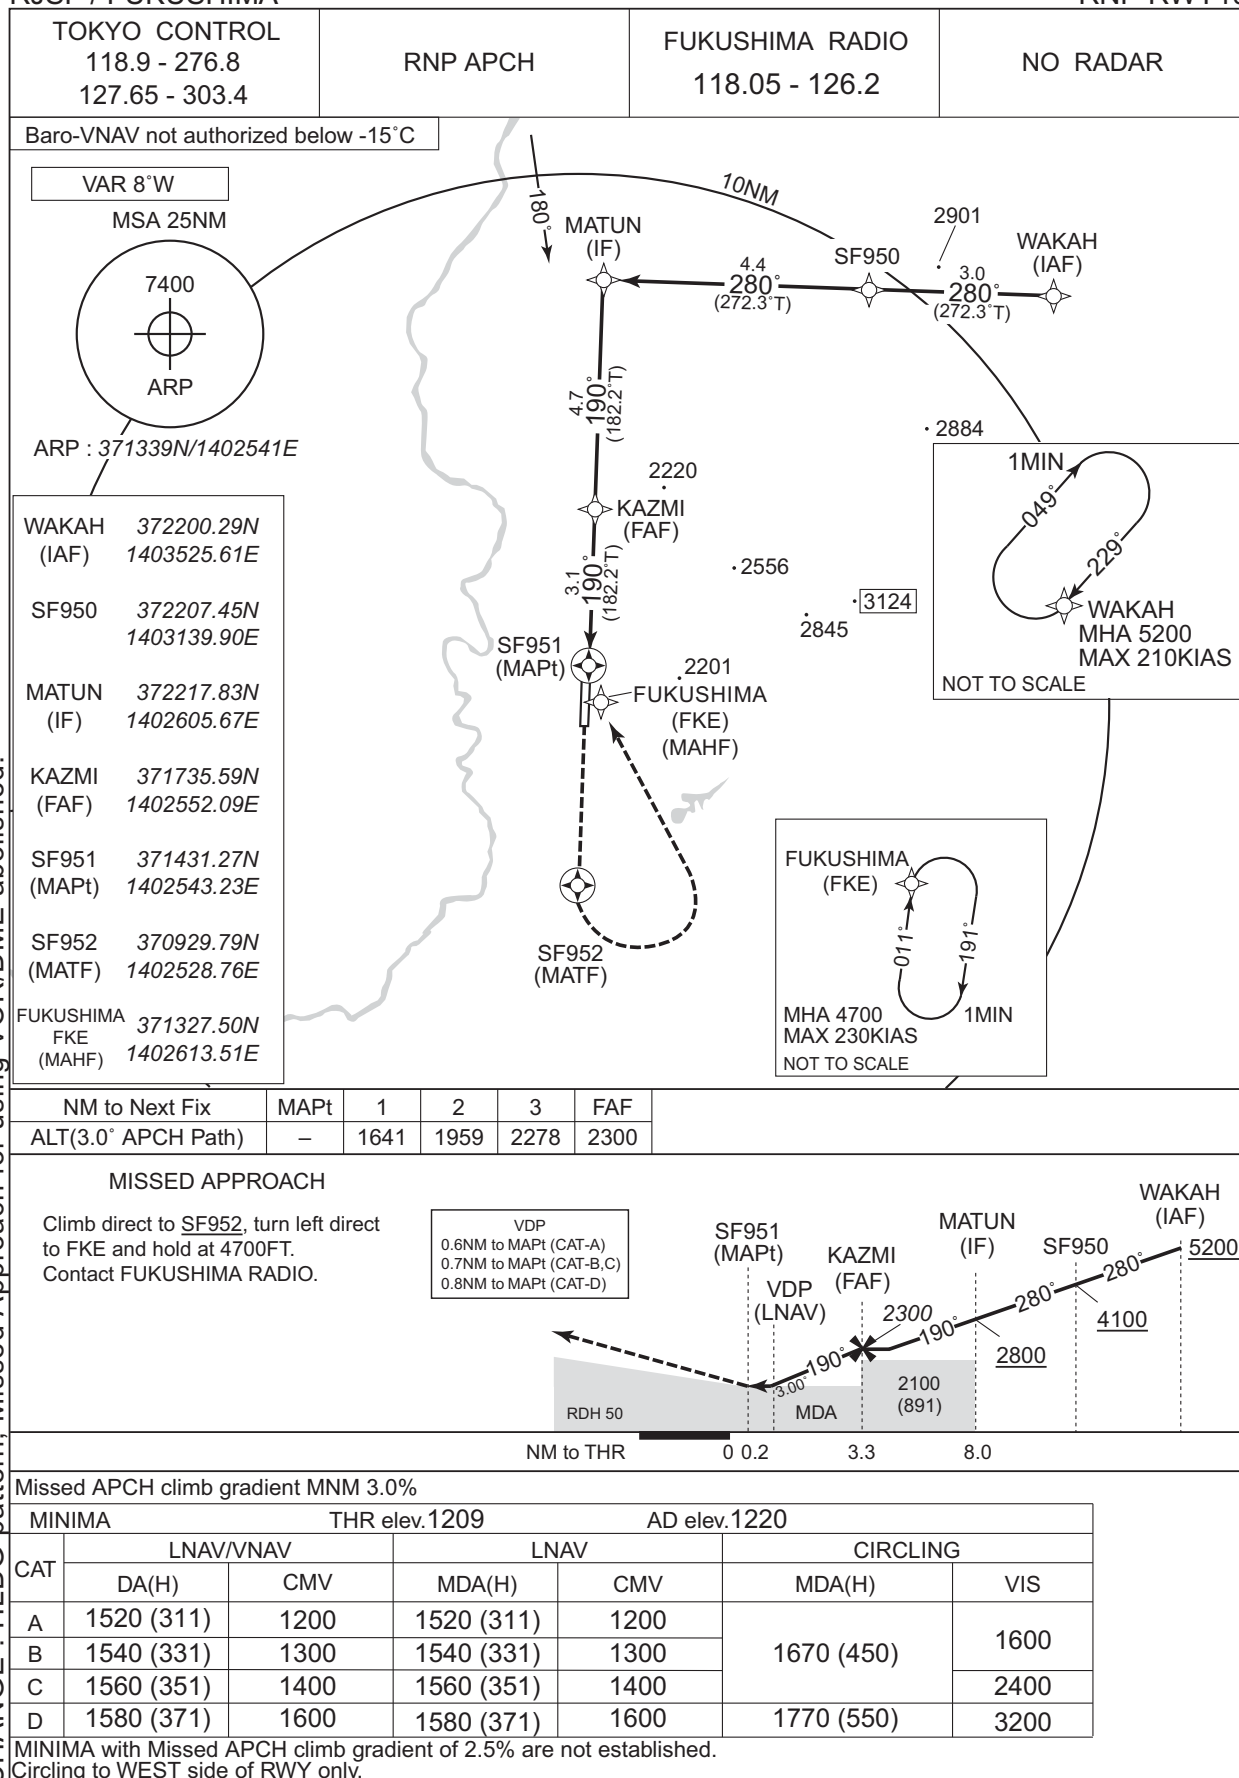 TOKYO CONTROL
118.9 - 276.8
127.65 - 303.4
RNP APCH
FUKUSHIMA RADIO
118.05 - 126.2
NO RADAR
Baro-VNAV not authorized below -15˚C
VAR 8˚W
MSA 25NM
7400
ARP
ARP : 371339N/1402541E
180˚
10NM
MATUN
(IF)
4.4
280˚
(272.3˚T)
SF950
2901
3.0
280˚
(272.3˚T)
WAKAH
(IAF)
4.7
190˚
(182.2˚T)
2884
2220
KAZMI
(FAF)
3.1
190˚
(182.2˚T)
2556
3124
2845
SF951
(MAPt)
2201
FUKUSHIMA
(FKE)
(MAHF)
SF952
(MATF)
1MIN
049˚
229˚
WAKAH
MHA 5200
MAX 210KIAS
NOT TO SCALE
FUKUSHIMA
(FKE)
011˚
191˚
1MIN
MHA 4700
MAX 230KIAS
NOT TO SCALE
WAKAH 372200.29N
(IAF) 1403525.61E
SF950 372207.45N
1403139.90E
MATUN 372217.83N
(IF) 1402605.67E
KAZMI 371735.59N
(FAF) 1402552.09E
SF951 371431.27N
(MAPt) 1402543.23E
SF952 370929.79N
(MATF) 1402528.76E
FUKUSHIMA
FKE 371327.50N
(MAHF) 1402613.51E
NM to Next Fix MAPt 1 2 3 FAF
ALT(3.0˚ APCH Path) – 1641 1959 2278 2300
MISSED APPROACH
Climb direct to SF952, turn left direct
to FKE and hold at 4700FT.
Contact FUKUSHIMA RADIO.
VDP
0.6NM to MAPt (CAT-A)
0.7NM to MAPt (CAT-B,C)
0.8NM to MAPt (CAT-D)
SF951
(MAPt)
VDP
(LNAV)
KAZMI
(FAF)
MATUN
(IF)
SF950
WAKAH
(IAF)
5200
280˚
4100
280˚
2800
190˚
2300
190˚
3.00˚
2100
(891)
MDA
RDH 50
NM to THR 0 0.2 3.3 8.0
Missed APCH climb gradient MNM 3.0%
MINIMA THR elev.1209 AD elev.1220
CAT LNAV/VNAV LNAV CIRCLING
DA(H) CMV MDA(H) CMV MDA(H) VIS
A 1520 (311) 1200 1520 (311) 1200 1670 (450) 1600
B 1540 (331) 1300 1540 (331) 1300
C 1560 (351) 1400 1560 (351) 1400 2400
D 1580 (371) 1600 1580 (371) 1600 1770 (550) 3200
MINIMA with Missed APCH climb gradient of 2.5% are not established.
Circling to WEST side of RWY only.